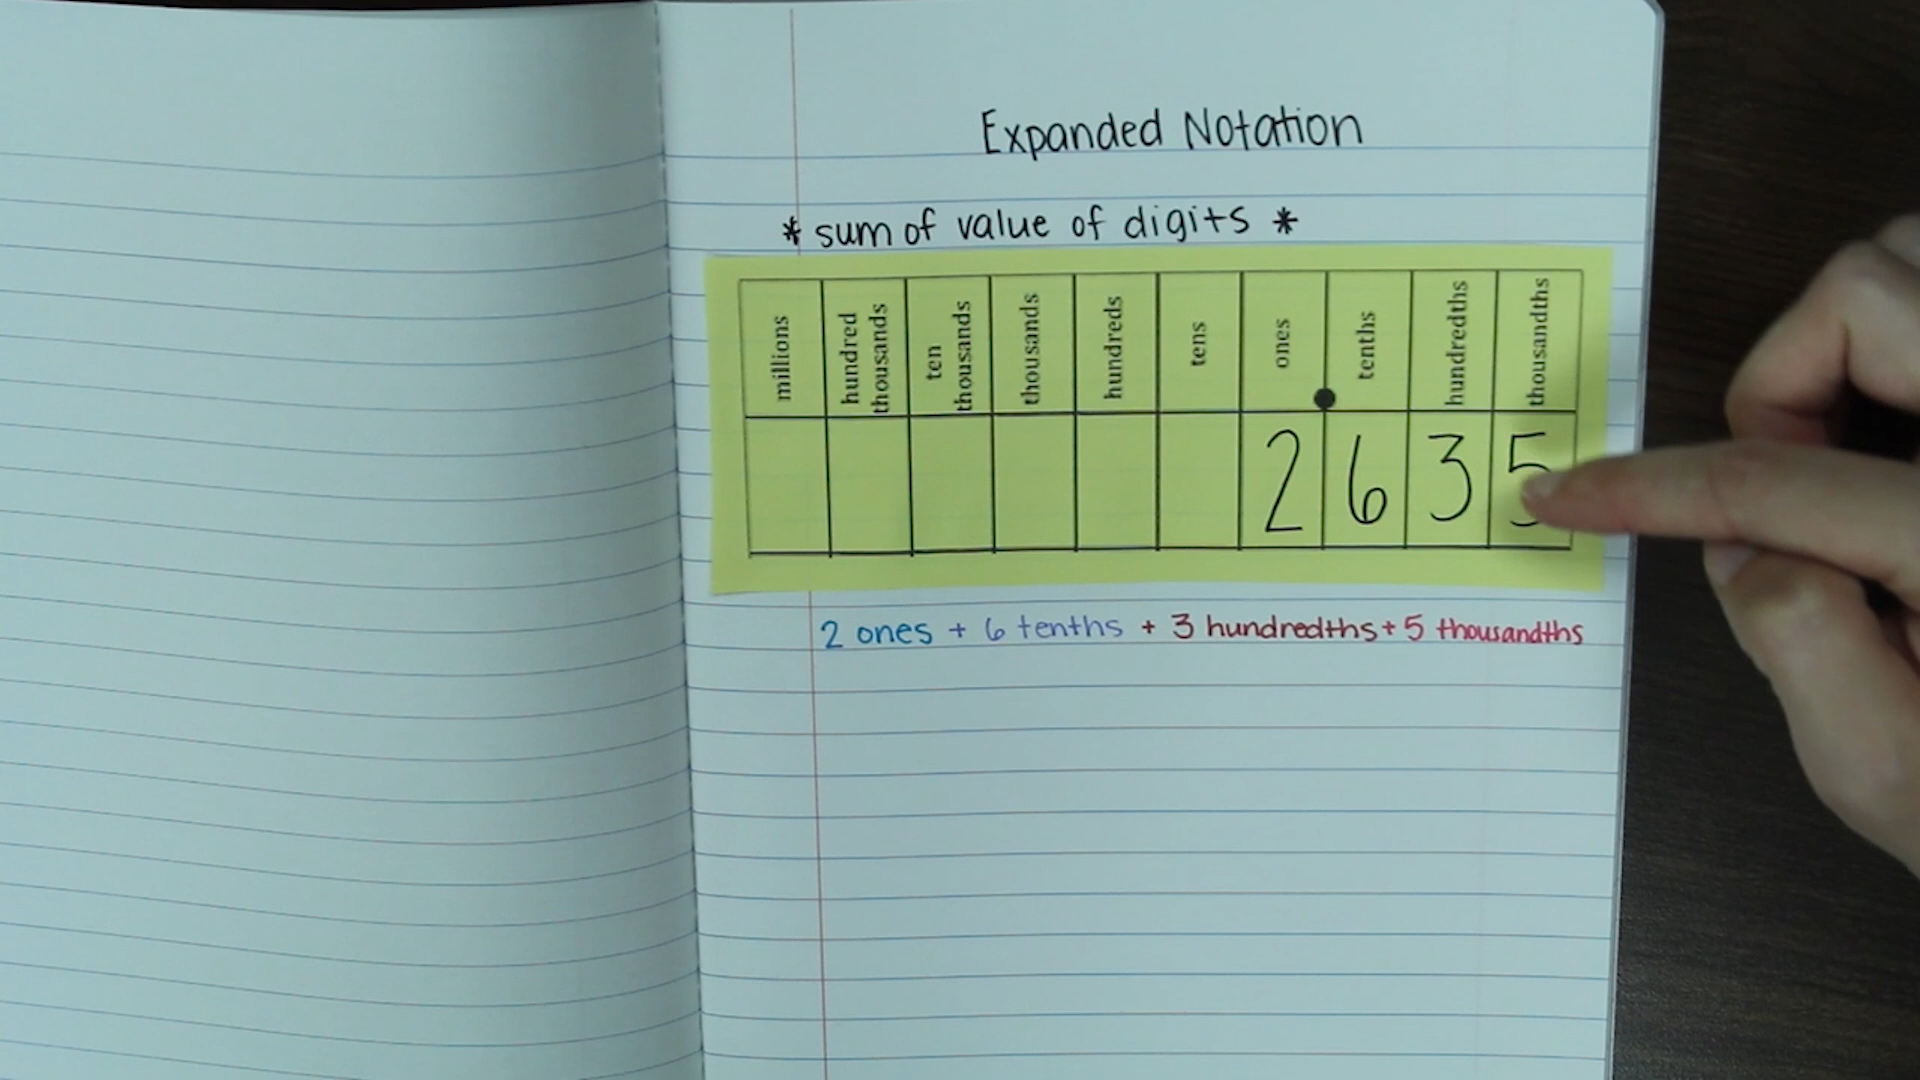 Expanded Notation
* sum of value of digits *
millions
hundred
thousands
ten
thousands
thousands
hundreds
tens
ones
tenths
hundredths
thousandths
2 6 3 5
2 ones + 6 tenths + 3 hundredths + 5 thousandths